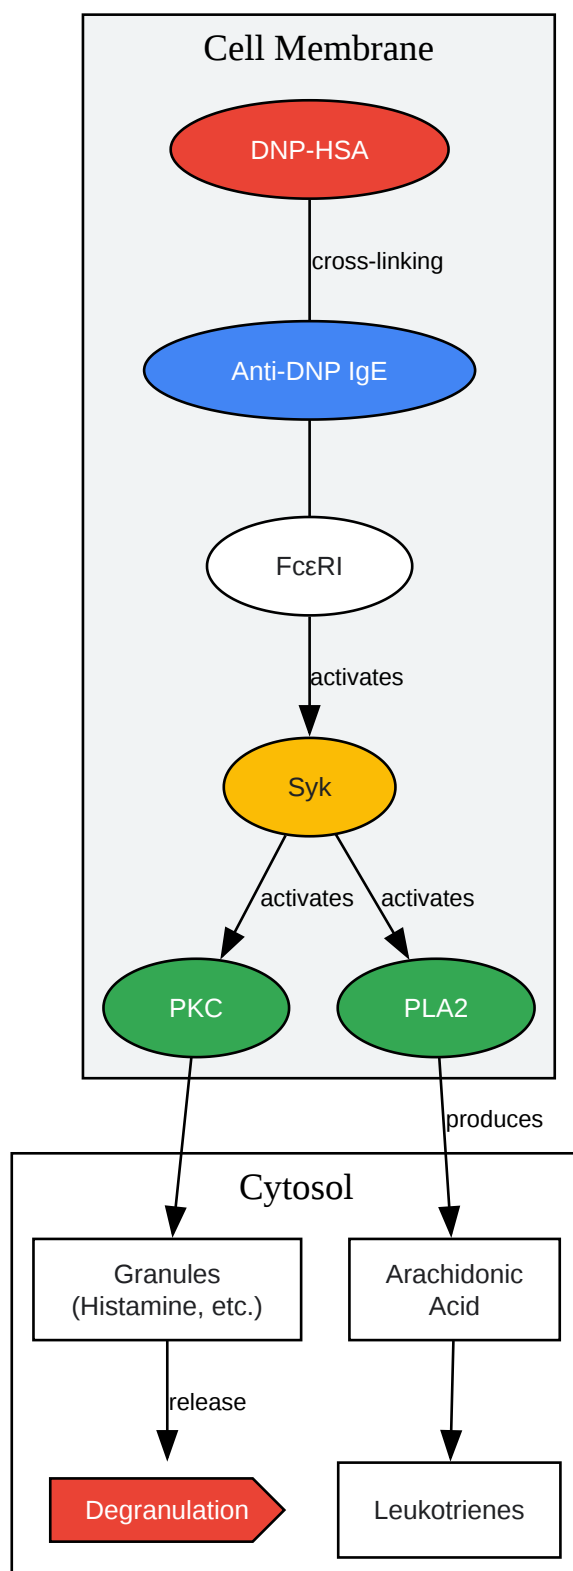 Cell Membrane
DNP-HSA
cross-linking
Anti-DNP IgE
FcεRI
activates
Syk
activates
activates
PKC
PLA2
produces
Cytosol
Granules
(Histamine, etc.)
Arachidonic
Acid
release
Degranulation
Leukotrienes